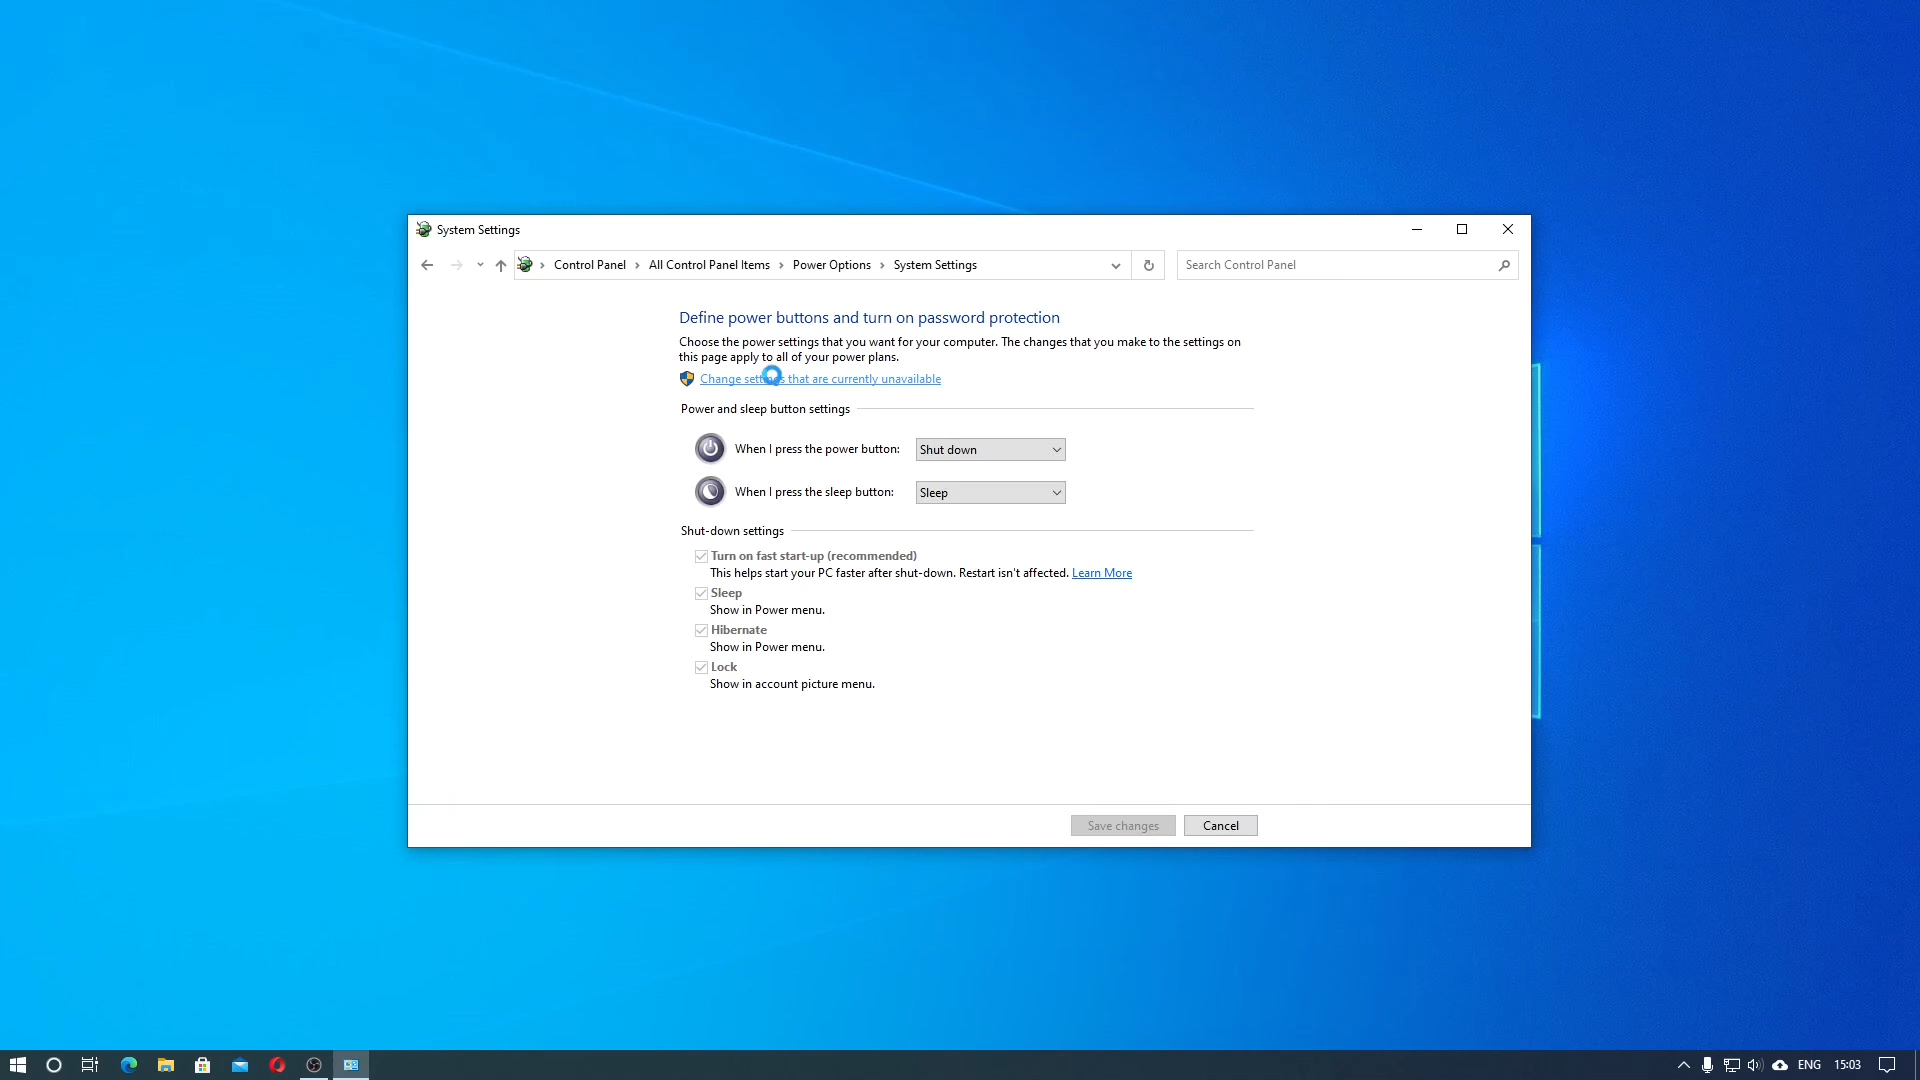 System Settings
Control Panel All Control Panel Items Power Options System Settings
Search Control Panel
Define power buttons and turn on password protection
Choose the power settings that you want for your computer. The changes that you make to the settings on
this page apply to all of your power plans.
Change settings that are currently unavailable
Power and sleep button settings
When I press the power button: Shut down
When I press the sleep button: Sleep
Shut-down settings
Turn on fast start-up (recommended)
This helps start your PC faster after shut-down. Restart isn't affected. Learn More
Sleep
Show in Power menu.
Hibernate
Show in Power menu.
Lock
Show in account picture menu.
Save changes Cancel
ENG 15:03